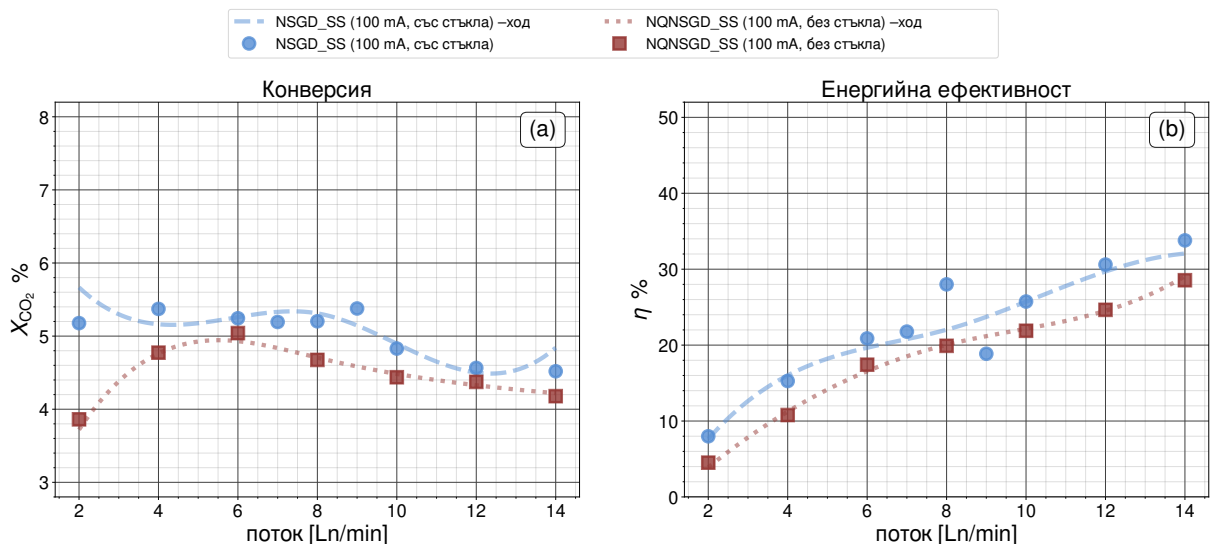 NSGD_SS (100 mA, със стъкла) –ход
NQNSGD_SS (100 mA, без стъкла) –ход
NSGD_SS (100 mA, със стъкла)
NQNSGD_SS (100 mA, без стъкла)
Конверсия
(a)
8
7
6
5
4
3
X_CO₂ %
2 4 6 8 10 12 14
поток [Ln/min]
Енергийна ефективност
(b)
50
40
30
20
10
0
η %
2 4 6 8 10 12 14
поток [Ln/min]